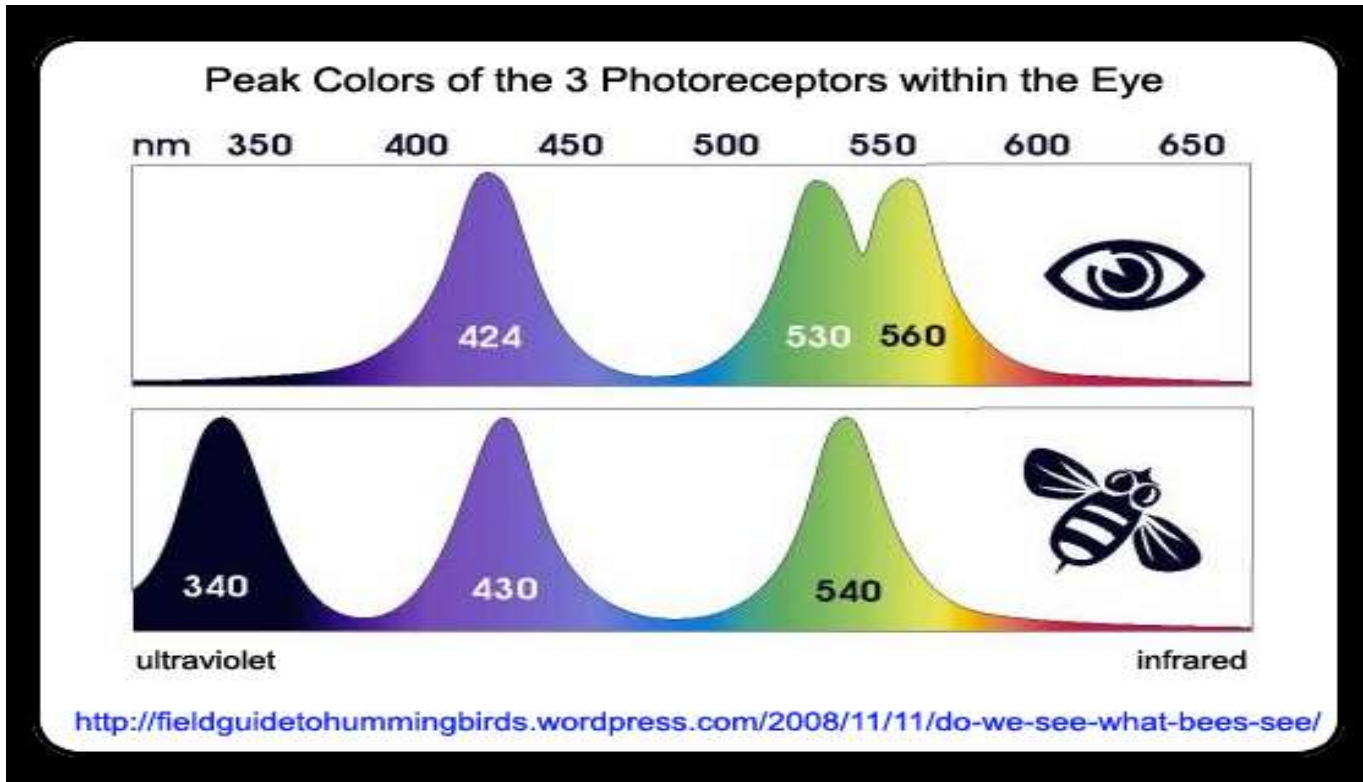 Peak Colors of the 3 Photoreceptors within the Eye
nm 350 400 450 500 550 600 650
424 530 560
340 430 540
ultraviolet infrared
http://fieldguidetohummingbirds.wordpress.com/2008/11/11/do-we-see-what-bees-see/